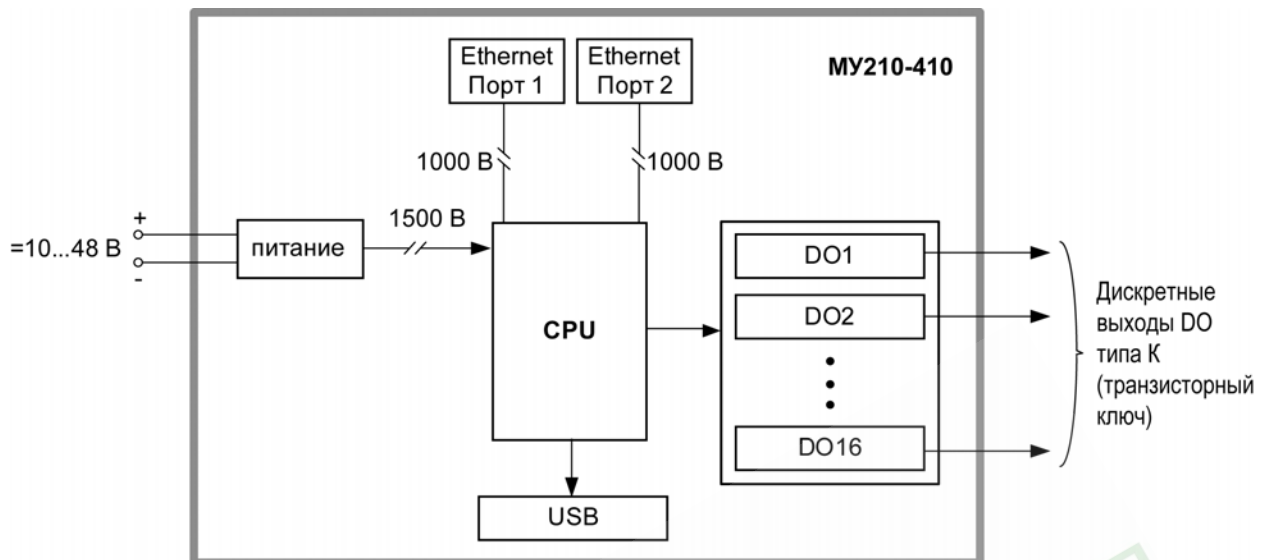 Ethernet
Порт 1
Ethernet
Порт 2
МУ210-410
1000 В
1000 В
=10...48 В
+
-
питание
1500 В
CPU
DO1
DO2
DO16
USB
Дискретные
выходы DO
типа К
(транзисторный
ключ)